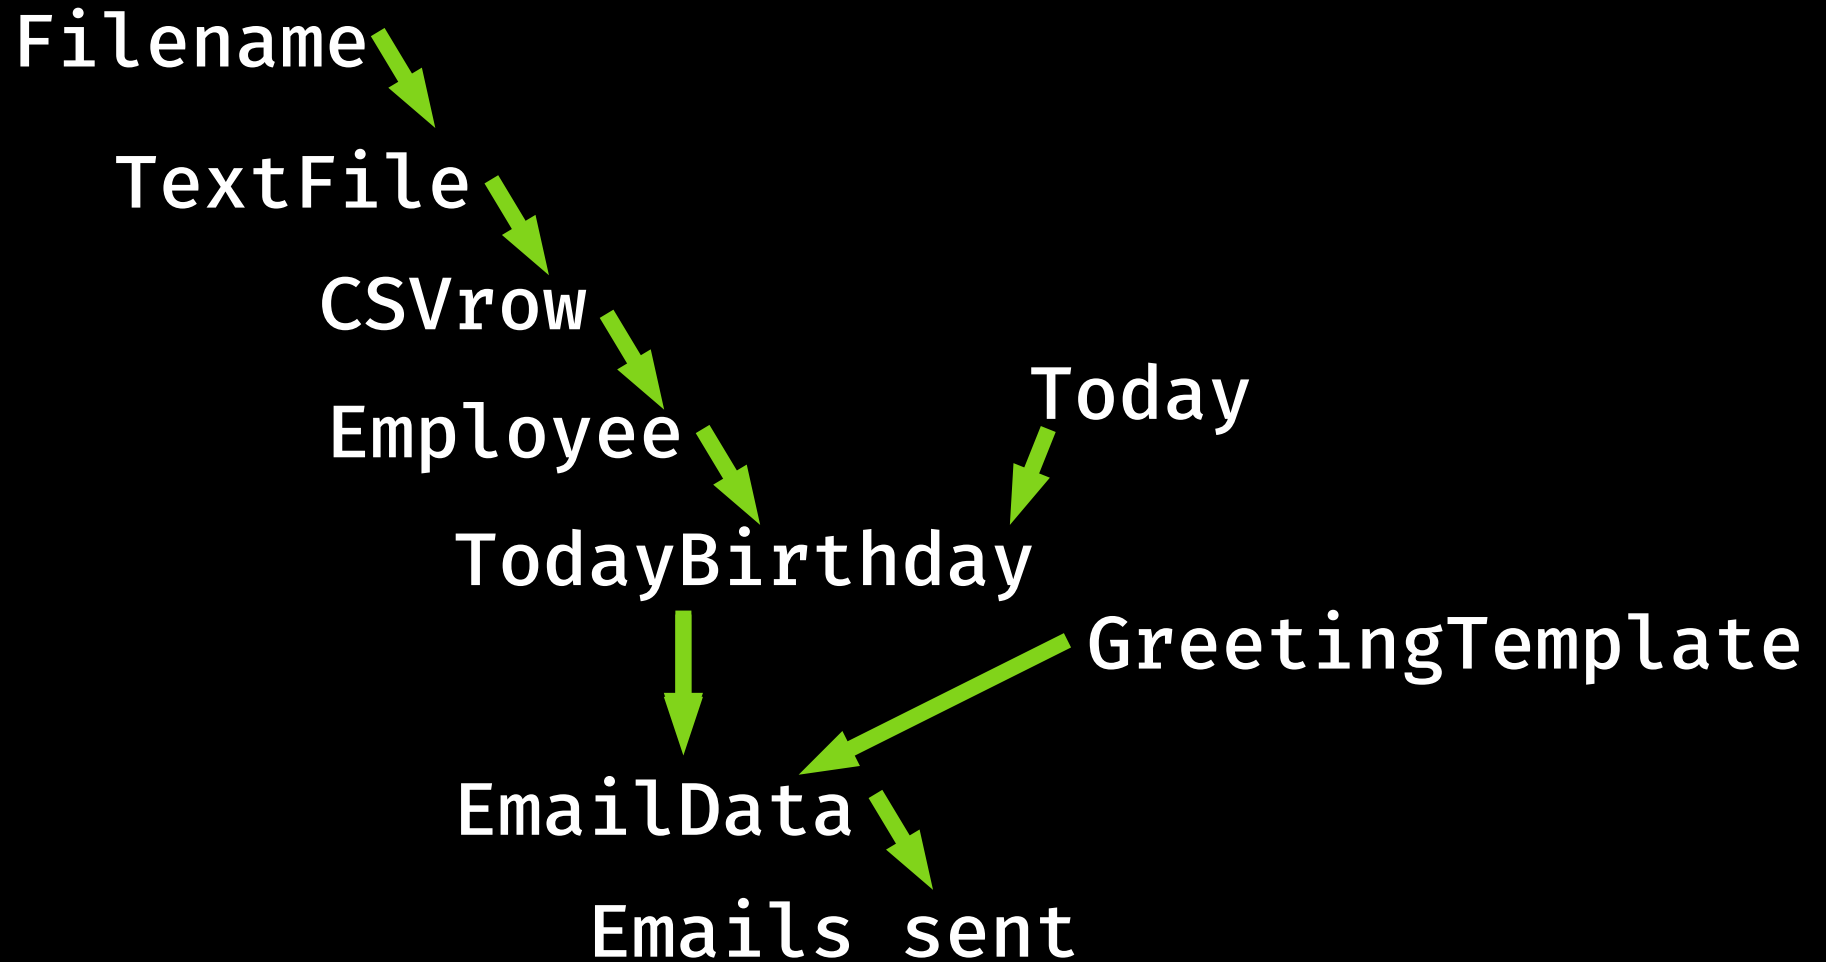 Filename
TextFile
CSVrow
Employee
Today
TodayBirthday
GreetingTemplate
EmailData
Emails sent